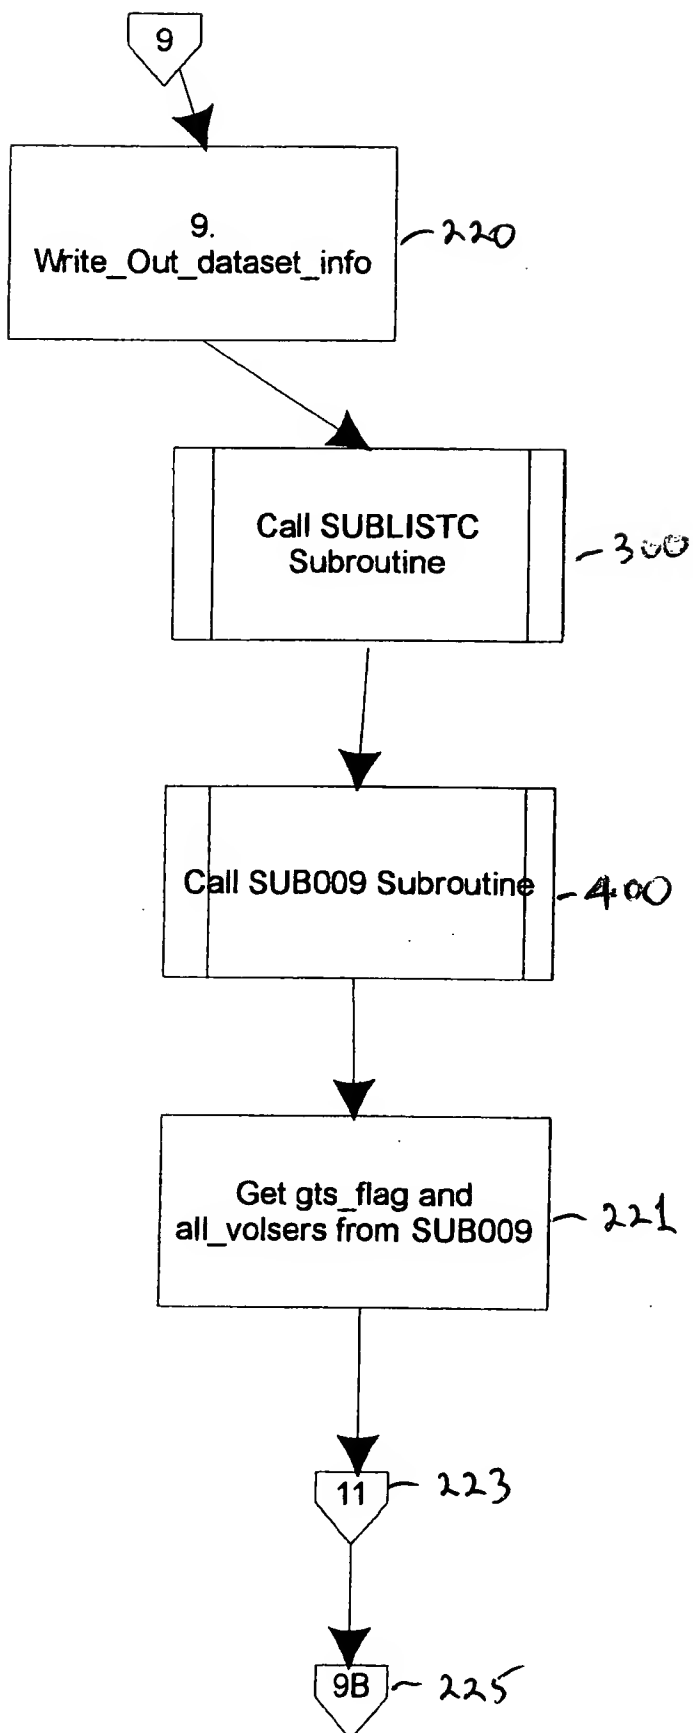 9
9.
Write_Out_dataset_info
220
Call SUBLISTC
Subroutine
300
Call SUB009 Subroutine
400
Get gts_flag and
all_volsers from SUB009
221
11
223
9B
225